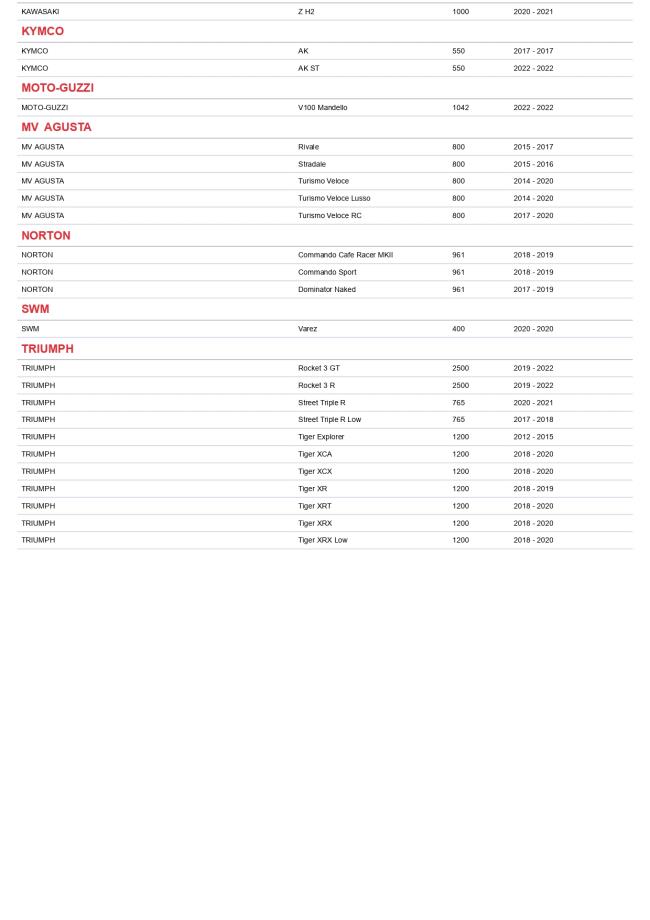 KAWASAKI Z H2 1000 2020 - 2021
KYMCO
KYMCO AK 550 2017 - 2017
KYMCO AK ST 550 2022 - 2022
MOTO-GUZZI
MOTO-GUZZI V100 Mandello 1042 2022 - 2022
MV AGUSTA
MV AGUSTA Rivale 800 2015 - 2017
MV AGUSTA Stradale 800 2015 - 2016
MV AGUSTA Turismo Veloce 800 2014 - 2020
MV AGUSTA Turismo Veloce Lusso 800 2014 - 2020
MV AGUSTA Turismo Veloce RC 800 2017 - 2020
NORTON
NORTON Commando Cafe Racer MKII 961 2018 - 2019
NORTON Commando Sport 961 2018 - 2019
NORTON Dominator Naked 961 2017 - 2019
SWM
SWM Varez 400 2020 - 2020
TRIUMPH
TRIUMPH Rocket 3 GT 2500 2019 - 2022
TRIUMPH Rocket 3 R 2500 2019 - 2022
TRIUMPH Street Triple R 765 2020 - 2021
TRIUMPH Street Triple R Low 765 2017 - 2018
TRIUMPH Tiger Explorer 1200 2012 - 2015
TRIUMPH Tiger XCA 1200 2018 - 2020
TRIUMPH Tiger XCX 1200 2018 - 2020
TRIUMPH Tiger XR 1200 2018 - 2019
TRIUMPH Tiger XRT 1200 2018 - 2020
TRIUMPH Tiger XRX 1200 2018 - 2020
TRIUMPH Tiger XRX Low 1200 2018 - 2020